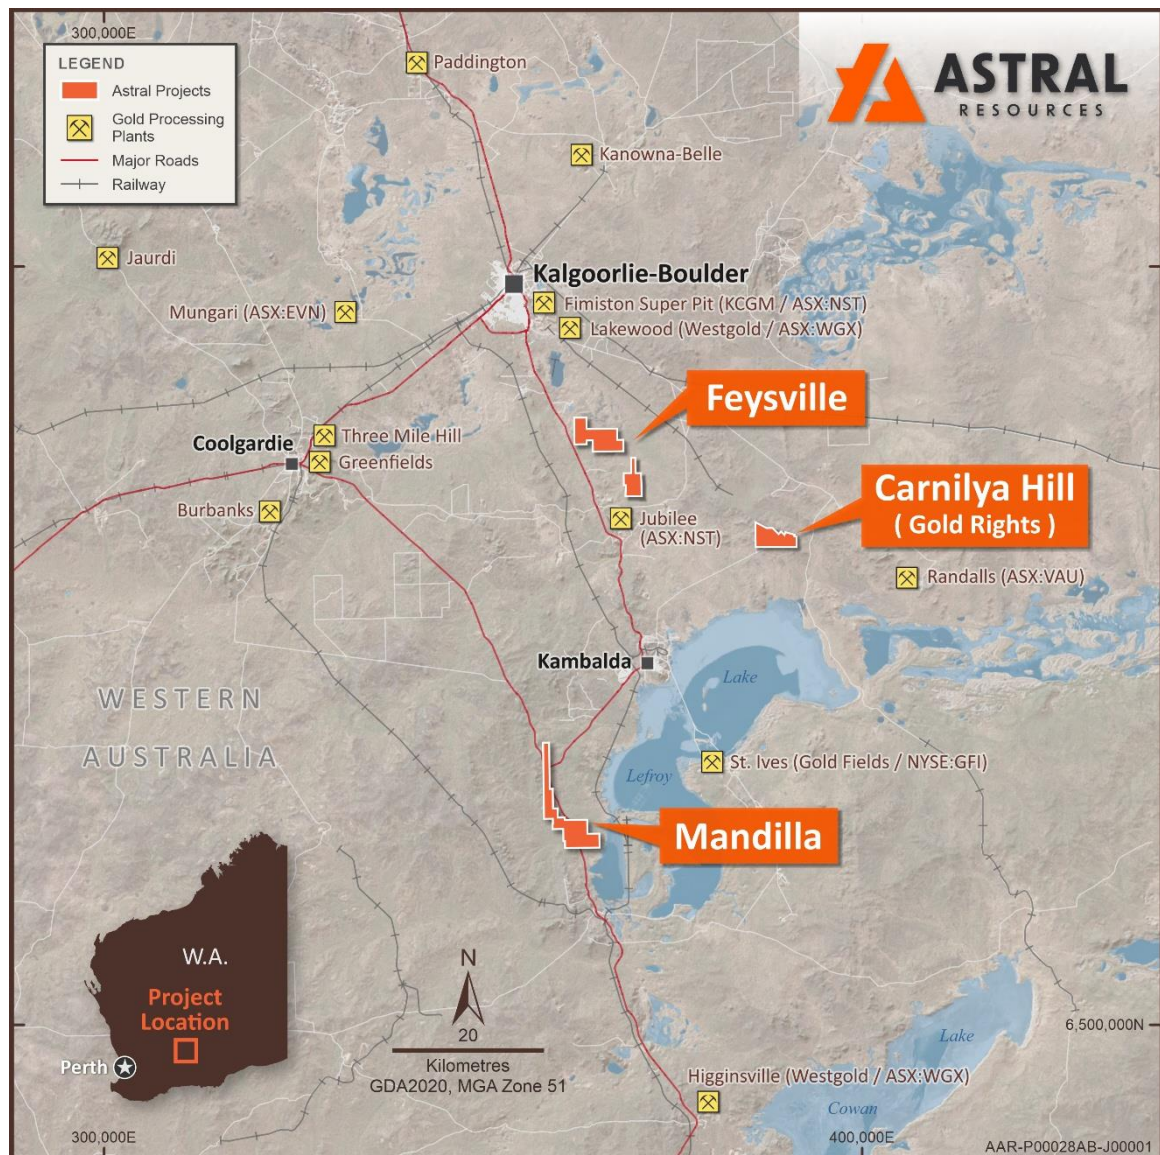 300,000E
LEGEND
Astral Projects
Gold Processing
Plants
Major Roads
Railway
ASTRAL
RESOURCES
Paddington
Kanowna-Belle
Jaurdi
Kalgoorlie-Boulder
Mungari (ASX:EVN)
Fimiston Super Pit (KCGM / ASX:NST)
Lakewood (Westgold / ASX:WGX)
Feysville
Coolgardie
Three Mile Hill
Greenfields
Burbanks
Jubilee
(ASX:NST)
Carnilya Hill
( Gold Rights )
Randalls (ASX:VAU)
Kambalda
Lake
Lefroy
WESTERN
AUSTRALIA
St. Ives (Gold Fields / NYSE:GFI)
Mandilla
W.A.
Project
Location
Perth
N
20
Kilometres
GDA2020, MGA Zone 51
6,500,000N
Lake
Cowan
Higginsville (Westgold / ASX:WGX)
300,000E
400,000E
AAR-P00028AB-J00001